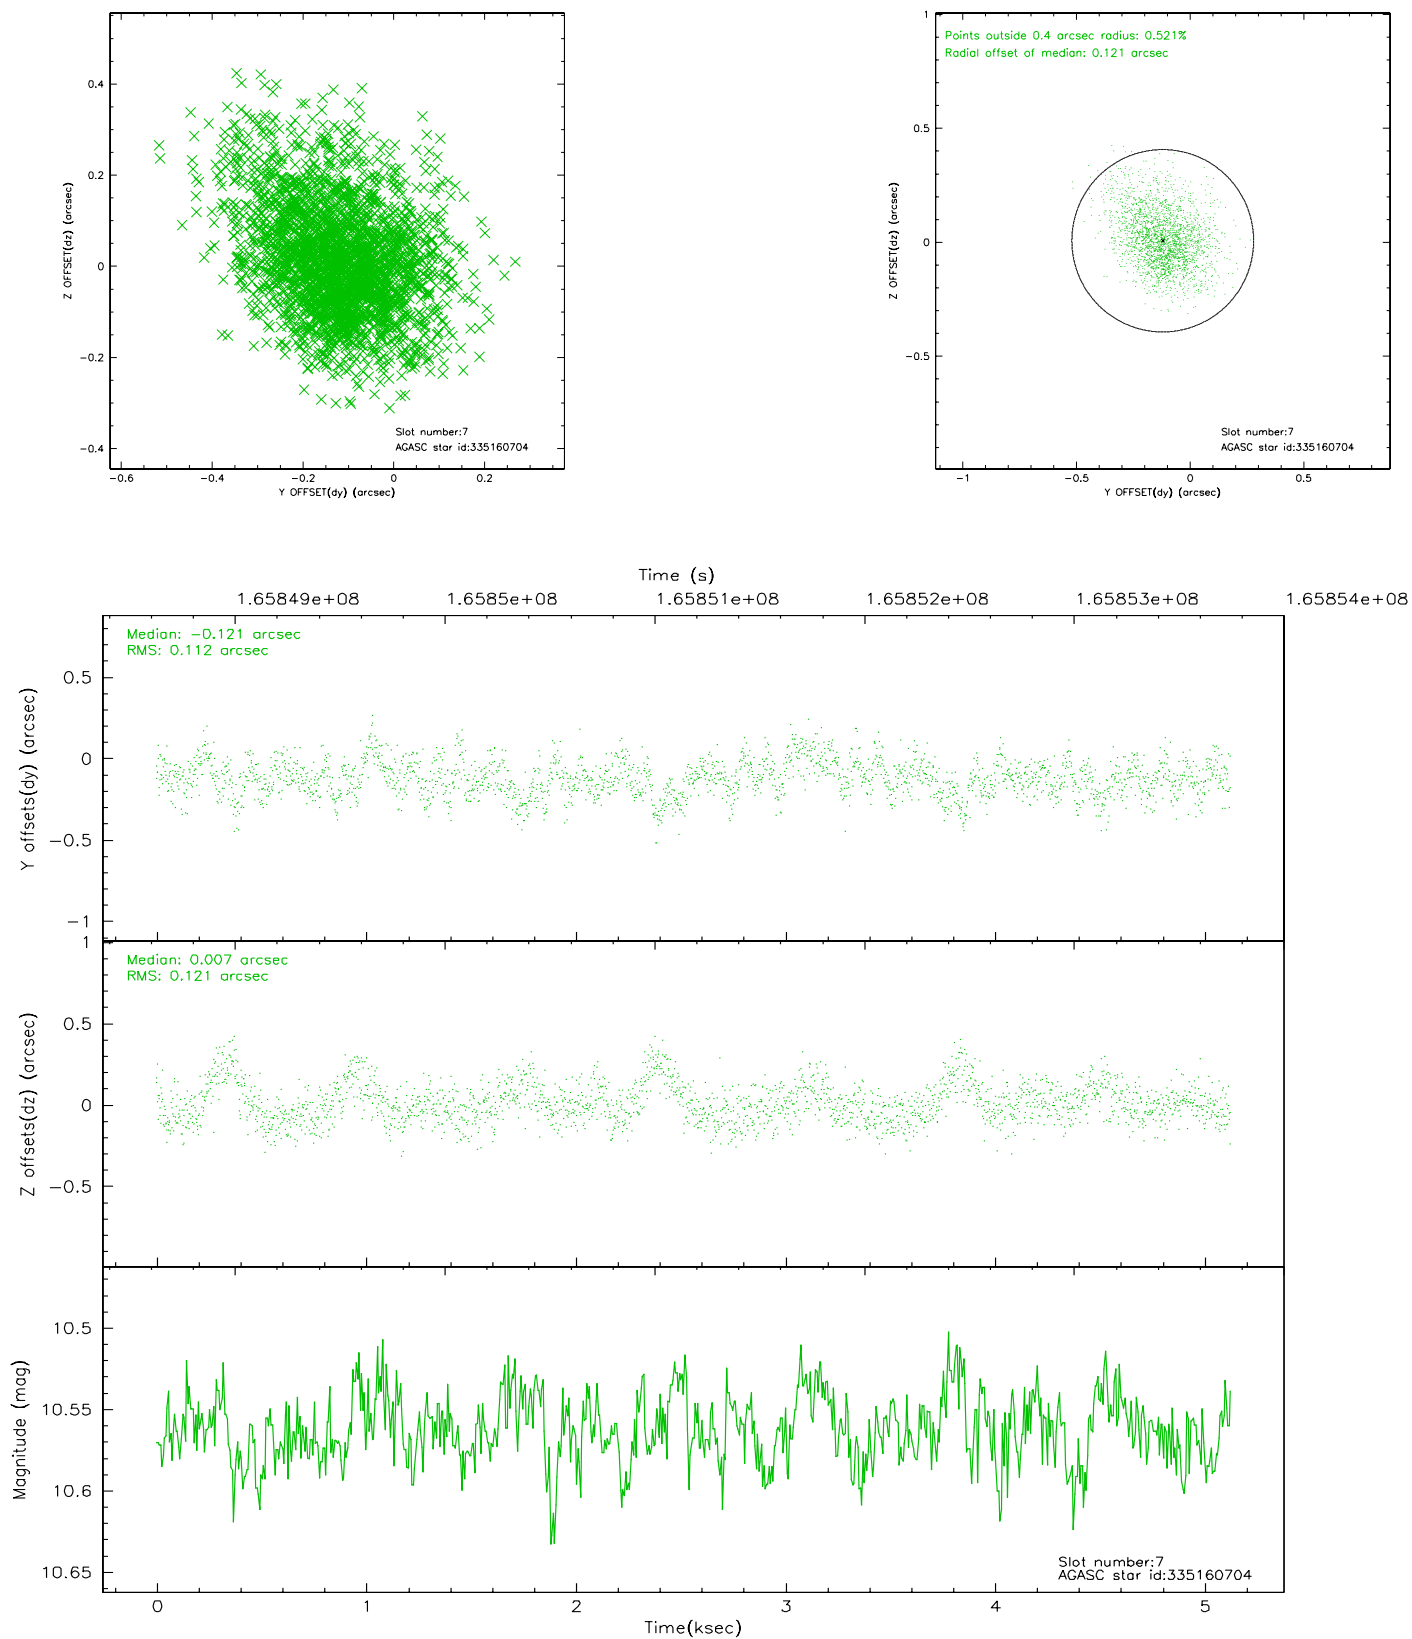 0.4
0.2
0
−0.2
−0.4
Z OFFSET(dz) (arcsec)
Slot number:7
AGASC star id:335160704
−0.6
−0.4
−0.2
0
0.2
Y OFFSET(dy) (arcsec)
Points outside 0.4 arcsec radius: 0.521%
Radial offset of median: 0.121 arcsec
1
0.5
0
−0.5
Z OFFSET(dz) (arcsec)
Slot number:7
AGASC star id:335160704
−1
−0.5
0
0.5
Y OFFSET(dy) (arcsec)
Time (s)
1.65849e+08
1.6585e+08
1.65851e+08
1.65852e+08
1.65853e+08
1.65854e+08
Median: −0.121 arcsec
RMS: 0.112 arcsec
0.5
0
−0.5
−1
Y offsets(dy) (arcsec)
Median: 0.007 arcsec
RMS: 0.121 arcsec
1
0.5
0
−0.5
Z offsets(dz) (arcsec)
10.5
10.55
10.6
10.65
Magnitude (mag)
Slot number:7
AGASC star id:335160704
0
1
2
3
4
5
Time(ksec)